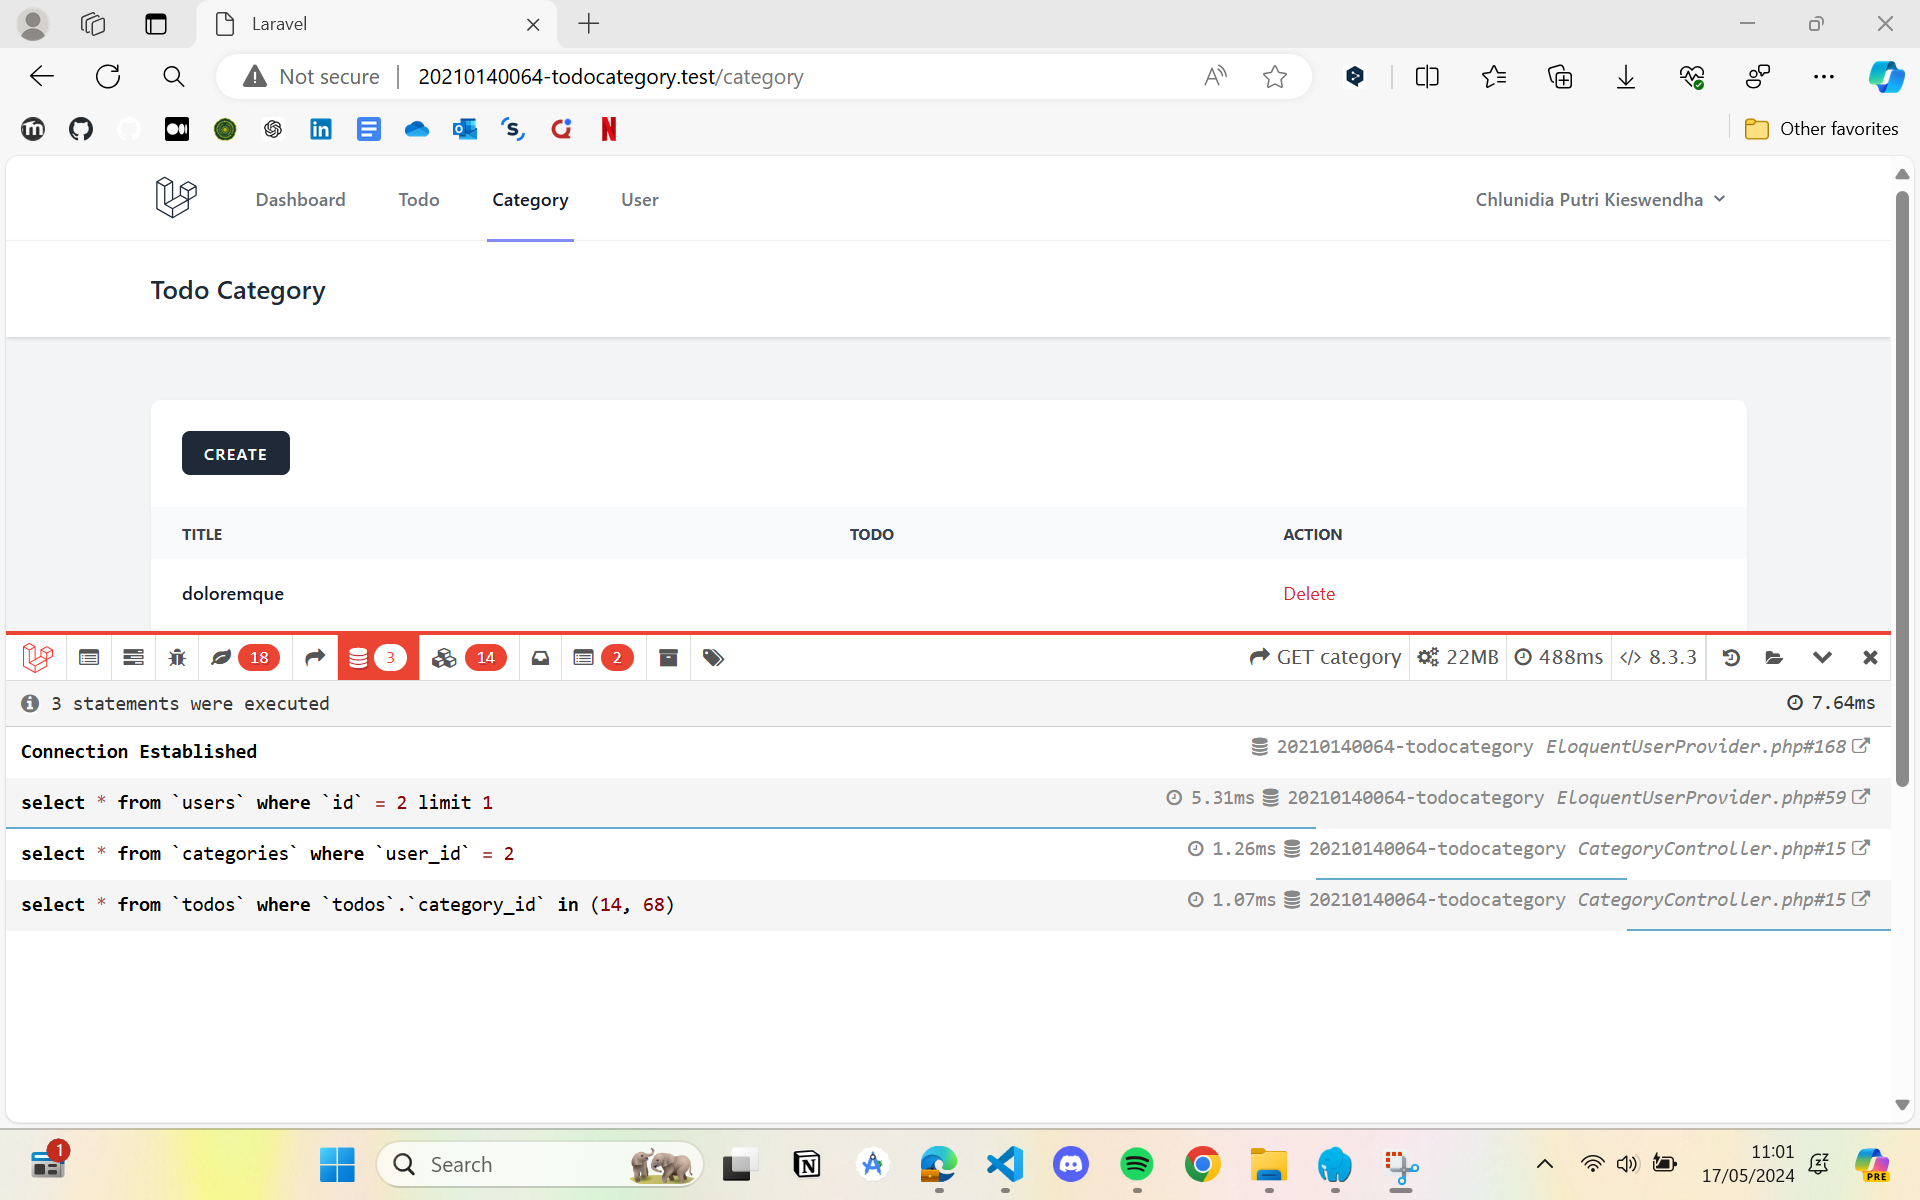 Laravel
Not secure 20210140064-todocategory.test/category
Other favorites
Dashboard Todo Category User Chlunidia Putri Kieswendha
Todo Category
CREATE
TITLE TODO ACTION
doloremque Delete
18 3 14 2 GET category 22MB 488ms 8.3.3
3 statements were executed 7.64ms
Connection Established 20210140064-todocategory EloquentUserProvider.php#168
select * from `users` where `id` = 2 limit 1 5.31ms 20210140064-todocategory EloquentUserProvider.php#59
select * from `categories` where `user_id` = 2 1.26ms 20210140064-todocategory CategoryController.php#15
select * from `todos` where `todos`.`category_id` in (14, 68) 1.07ms 20210140064-todocategory CategoryController.php#15
1 Search 11:01
17/05/2024
PRE